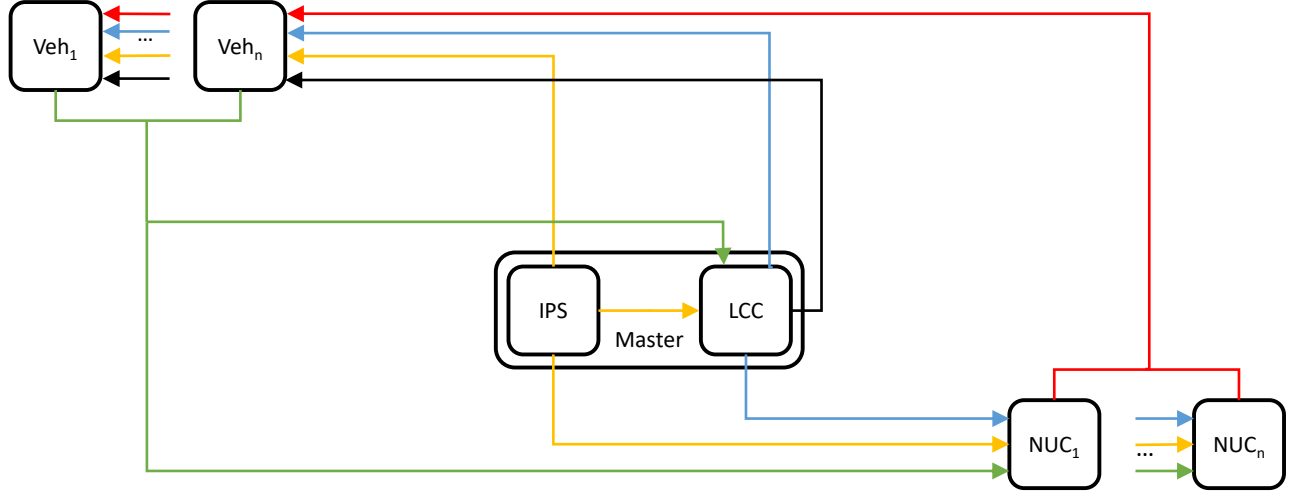 Veh1
...
Vehn
IPS
LCC
Master
NUC1
...
NUCn